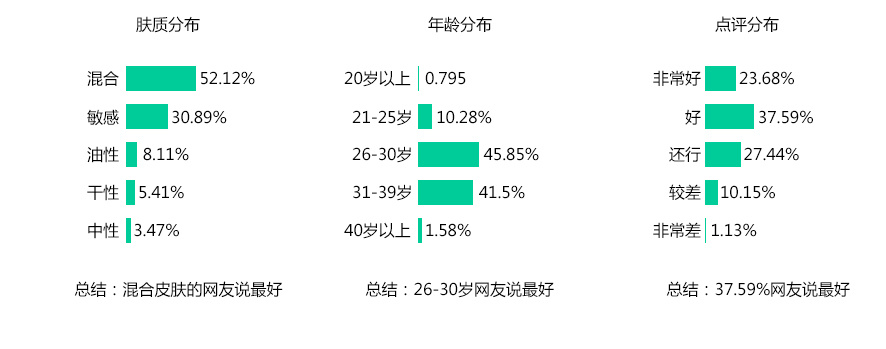 肤质分布
混合 52.12%
敏感 30.89%
油性 8.11%
干性 5.41%
中性 3.47%
总结：混合皮肤的网友说最好
年龄分布
20岁以上 0.795
21-25岁 10.28%
26-30岁 45.85%
31-39岁 41.5%
40岁以上 1.58%
总结：26-30岁网友说最好
点评分布
非常好 23.68%
好 37.59%
还行 27.44%
较差 10.15%
非常差 1.13%
总结：37.59%网友说最好